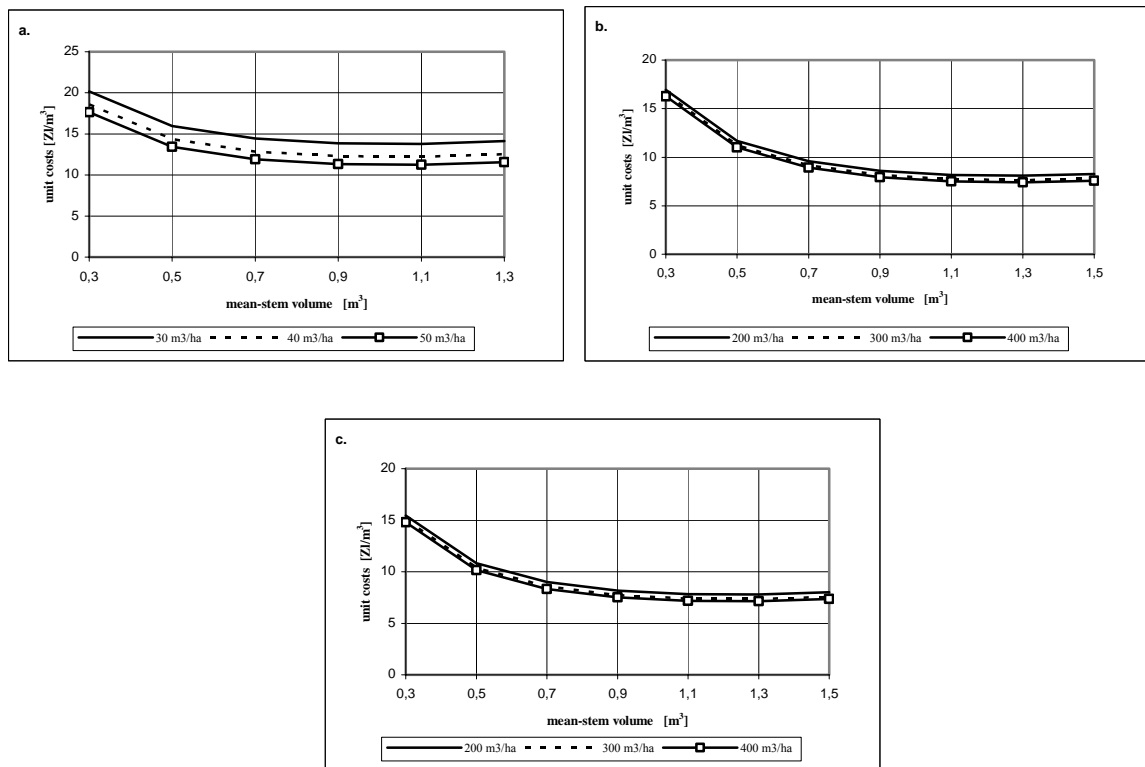 a.
25
20
15
10
5
0
unit costs [Zl/m³]
0,3 0,5 0,7 0,9 1,1 1,3
mean-stem volume [m³]
30 m3/ha 40 m3/ha 50 m3/ha
b.
20
15
10
5
0
unit costs [Zl/m³]
0,3 0,5 0,7 0,9 1,1 1,3 1,5
mean-stem volume [m³]
200 m3/ha 300 m3/ha 400 m3/ha
c.
20
15
10
5
0
unit costs [Zl/m³]
0,3 0,5 0,7 0,9 1,1 1,3 1,5
mean-stem volume [m³]
200 m3/ha 300 m3/ha 400 m3/ha